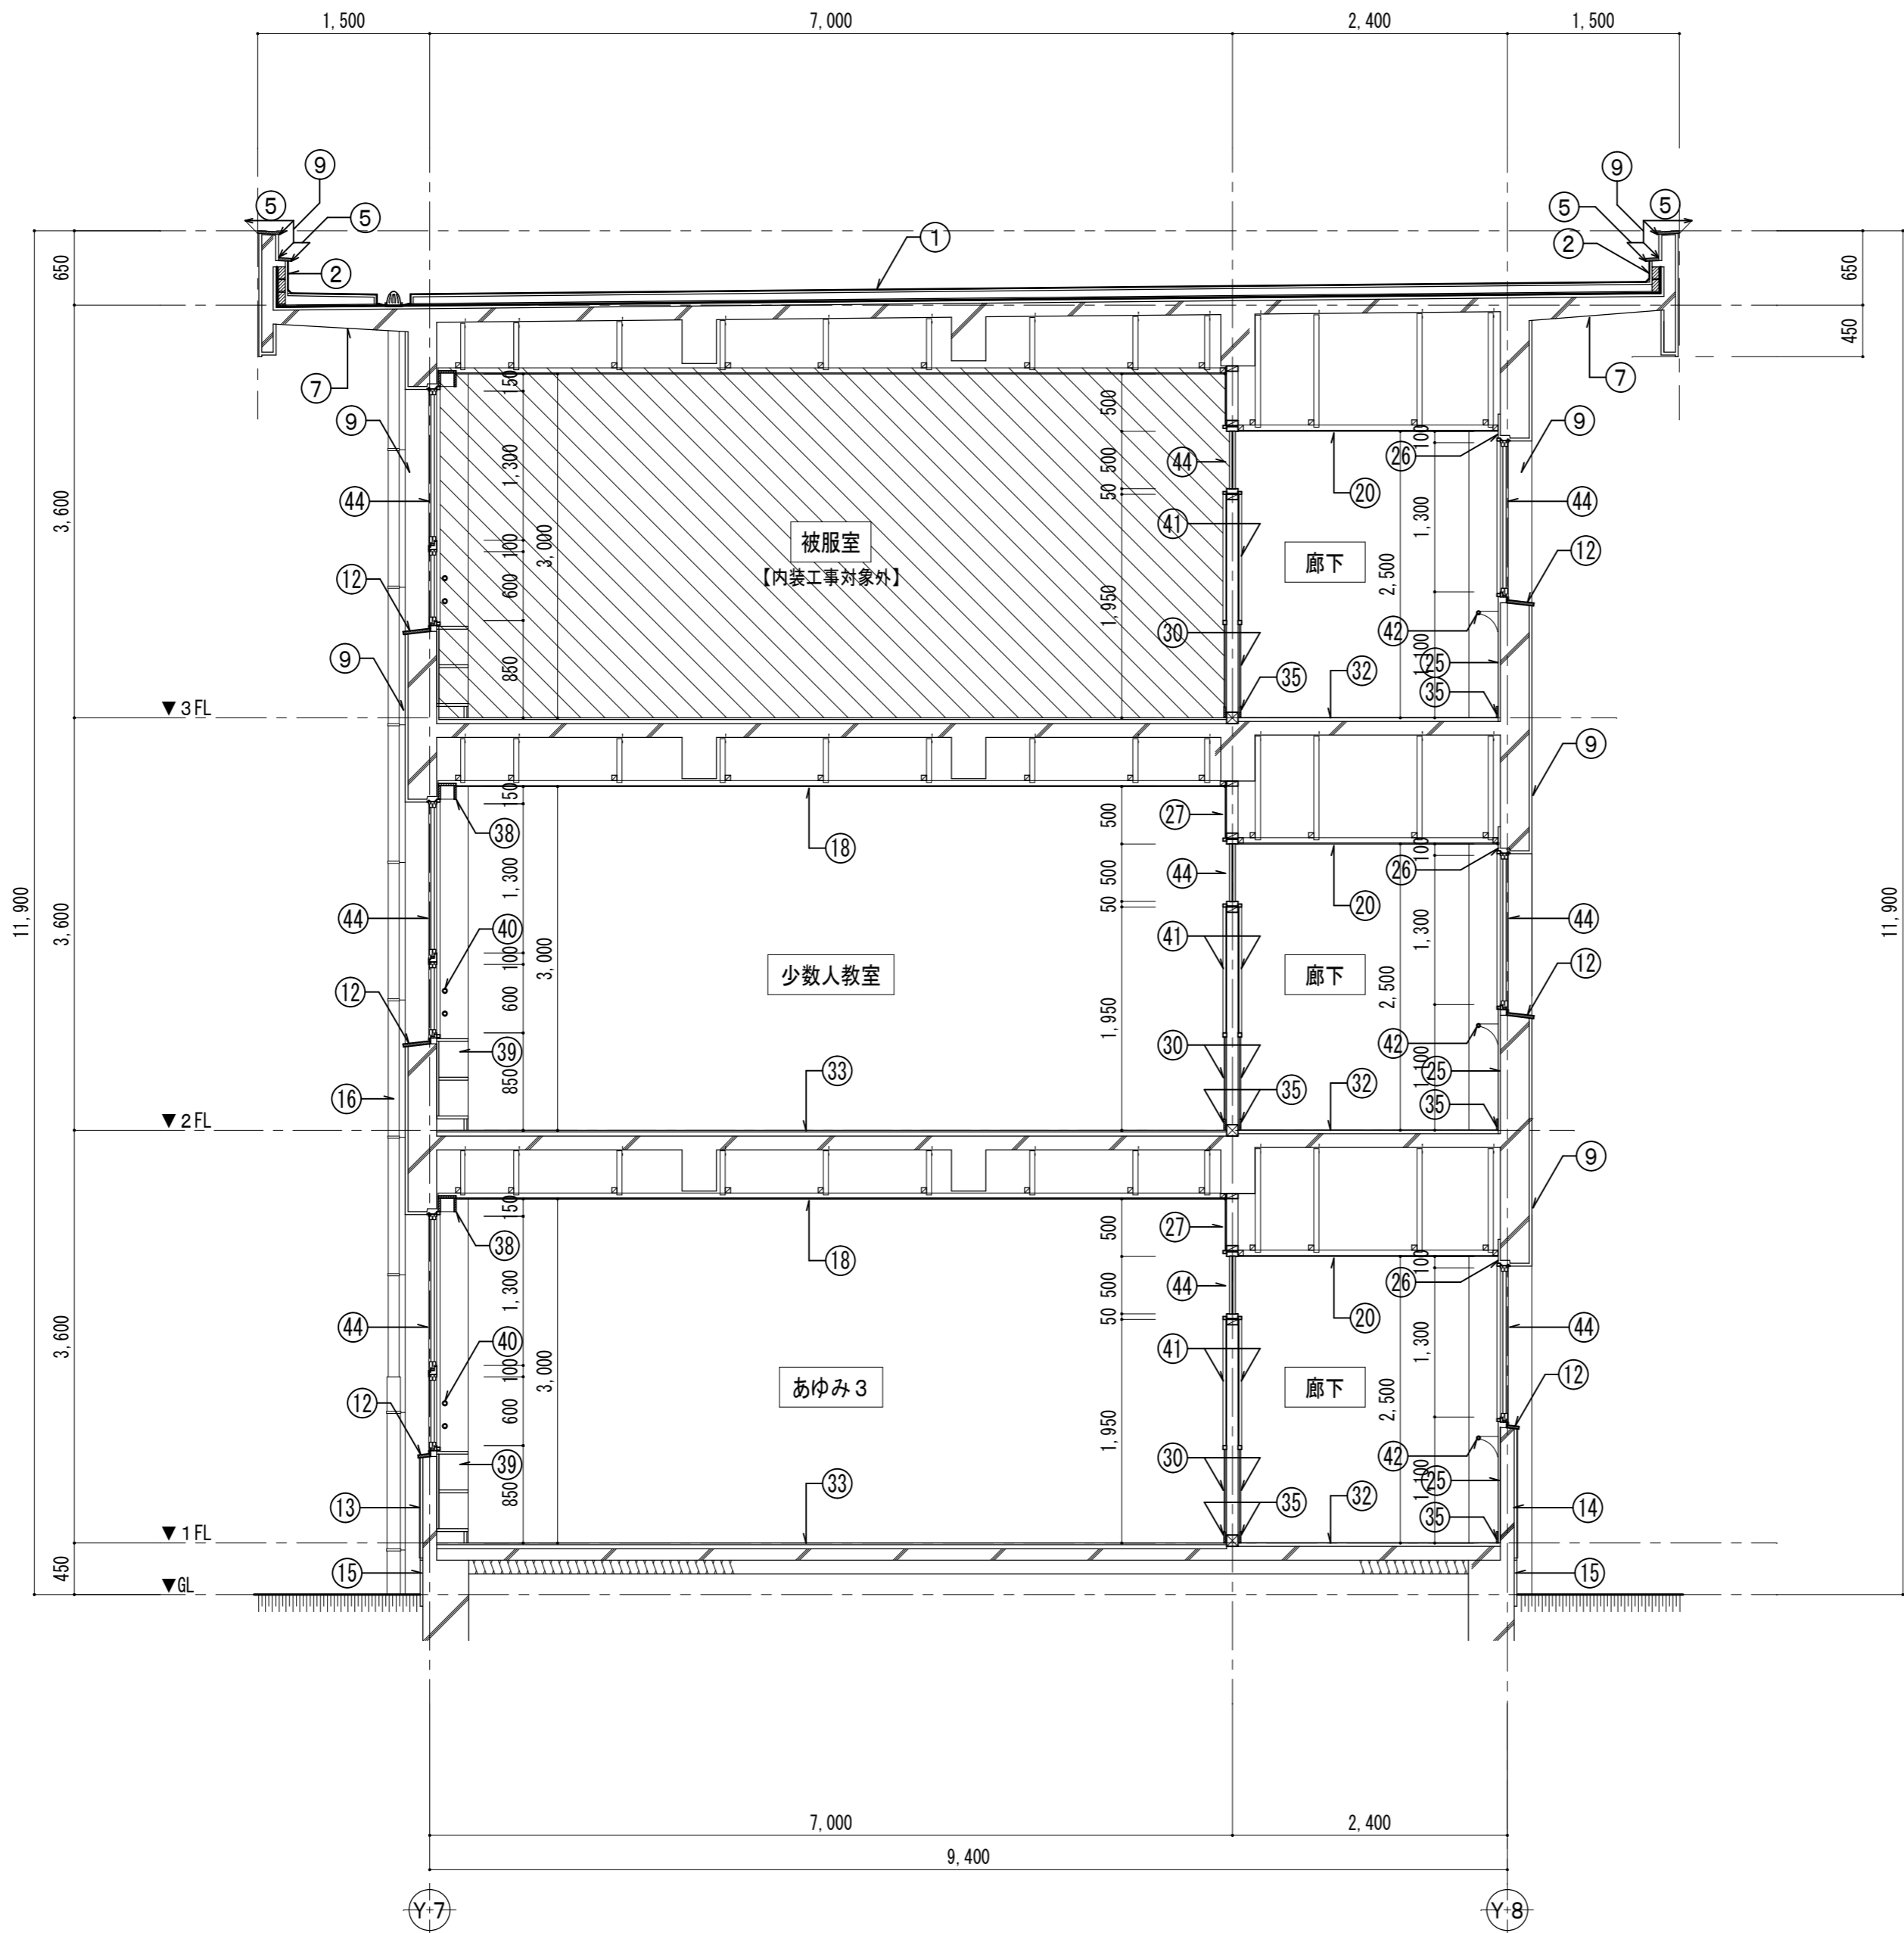 1,500 7,000 2,400 1,500
⑨ ⑨
⑤ ⑤ ⑤ ⑤
② ① ②
650 650
450
⑦ ⑦
150 500 100
⑨ ㉖ ⑨
1,300 500 ㊹ ⑳ 1,300
㊹ 50 ㊹
3,600 3,000 ㊶ 2,500
被服室 廊下
【内装工事対象外】
100
⑫ 600 1,950 ⑫
㉚ ㊷
⑨ 850 1,100 ㉕
㉟ ㉜ ㉟
▼3FL
⑨
150 500 ㉗
㊳ ⑱ 100 ㉖
1,300 500 ㊹ ⑳
11,900 3,600 ㊹ 50 1,300 ㊹ 11,900
㊵ ㊶
100 3,000 少数人教室 廊下 2,500
⑫ 600 1,950 ⑫
㊴ ㉚ ㊷
850 ㉝ 1,100 ㉕
⑯ ㉟ ㉜ ㉟
▼2FL
⑨
150 500 ㉗
㊳ ⑱ 100 ㉖
1,300 500 ㊹ ⑳
3,600 ㊹ 50 1,300 ㊹
㊵ ㊶
100 3,000 あゆみ3 廊下 2,500
⑫ 600 1,950 ⑫
㊴ ㉚ ㊷
850 ㉝ 1,100 ㉕
⑬ ㉟ ㉜ ㉟ ⑭
▼1FL
450 ⑮ ⑮
▼GL
7,000 2,400
9,400
Y-7 Y-8